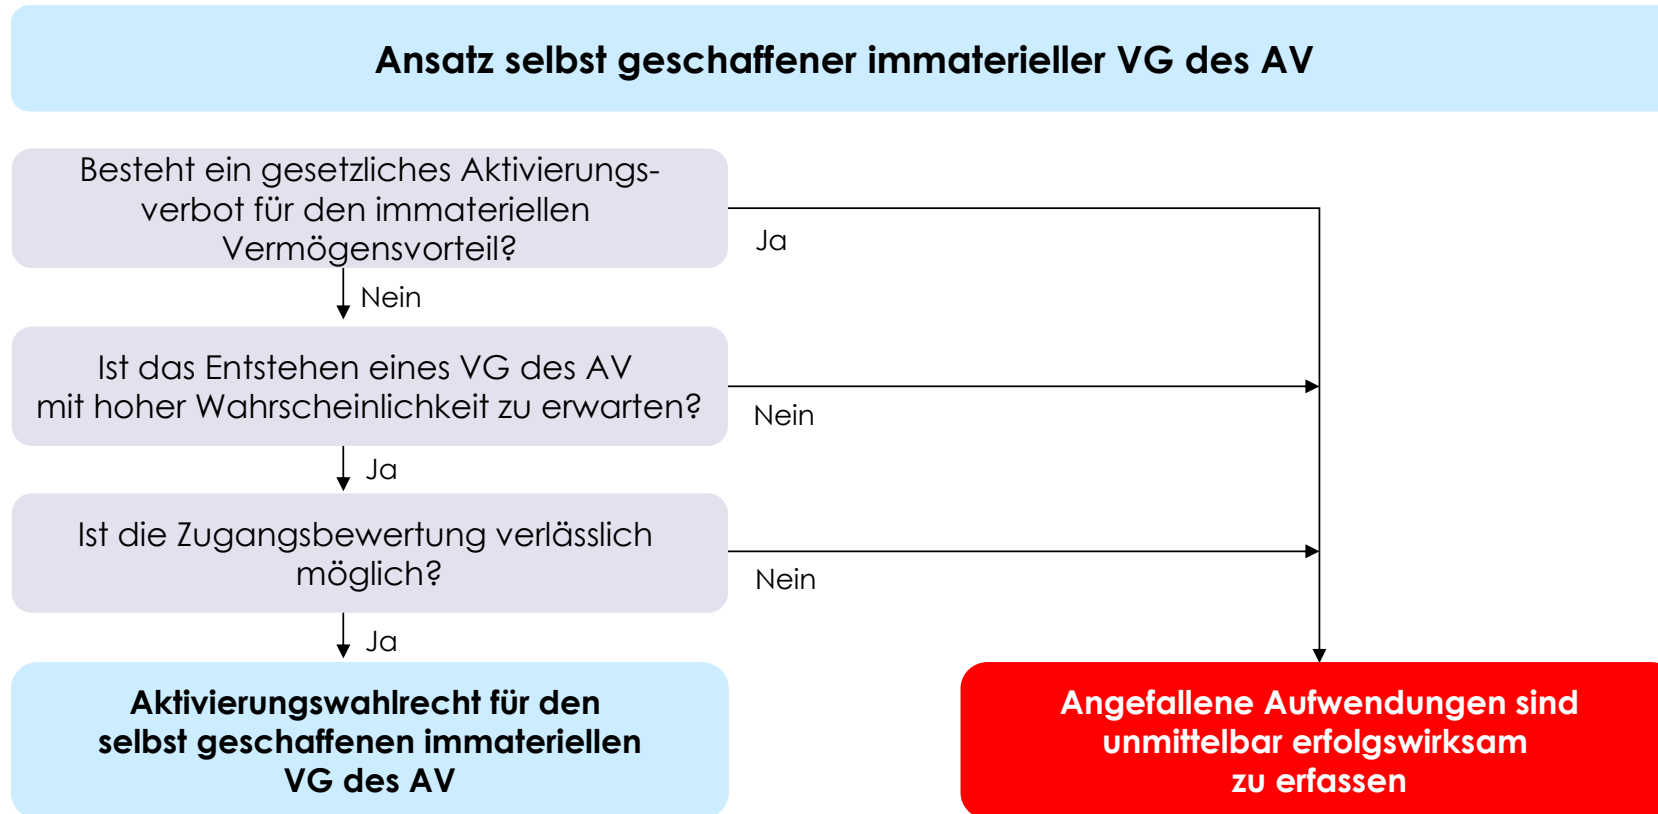 Ansatz selbst geschaffener immaterieller VG des AV
Besteht ein gesetzliches Aktivierungs-
verbot für den immateriellen
Vermögensvorteil?
Ja
Nein
Ist das Entstehen eines VG des AV
mit hoher Wahrscheinlichkeit zu erwarten?
Nein
Ja
Ist die Zugangsbewertung verlässlich
möglich?
Nein
Ja
Aktivierungswahlrecht für den
selbst geschaffenen immateriellen
VG des AV
Angefallene Aufwendungen sind
unmittelbar erfolgswirksam
zu erfassen